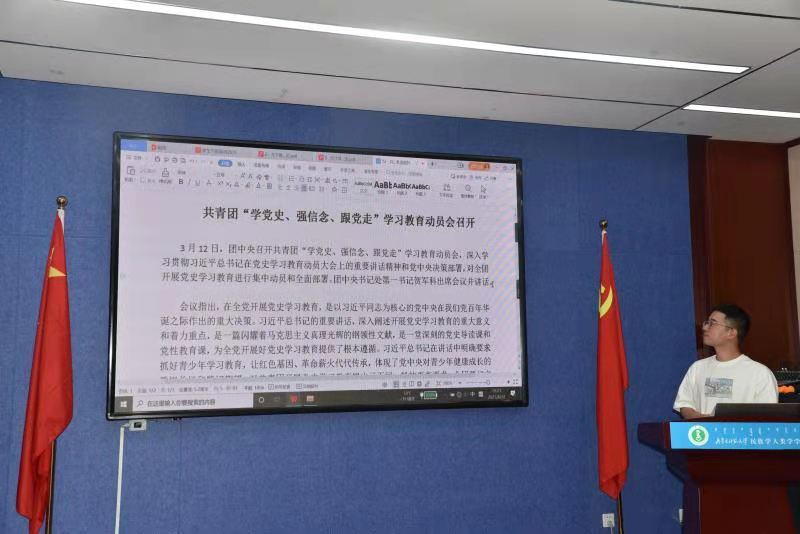 共青团“学党史、强信念、跟党走”学习教育动员会召开
3月12日，团中央召开共青团“学党史、强信念、跟党走”学习教育动员会，深入学
习贯彻习近平总书记在党史学习教育动员大会上的重要讲话精神和党中央决策部署，对全团
开展党史学习教育进行集中动员和全面部署。团中央书记处第一书记贺军科出席会议并讲话
会议指出，在全党开展党史学习教育，是以习近平同志为核心的党中央在我们党百年华
诞之际作出的重大决策。习近平总书记的重要讲话，深入阐述开展党史学习教育的重大意义
和着力重点，是一篇闪耀着马克思主义真理光辉的纲领性文献，是一堂深刻的党史导读课和
党性教育课，为全党开展好党史学习教育提供了根本遵循。习近平总书记在讲话中明确要求
抓好青少年学习教育，让红色基因、革命薪火代代传承，体现了党中央对青少年健康成长的
在这里输入你要搜索的内容
民族学人类学学